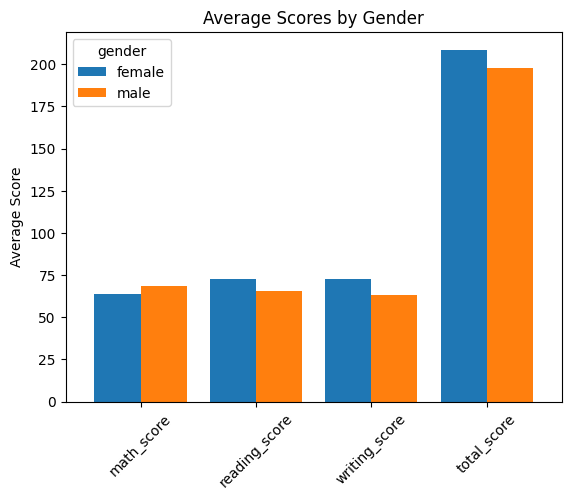 Average Scores by Gender
gender
female
male
Average Score
200
175
150
125
100
75
50
25
0
math_score
reading_score
writing_score
total_score